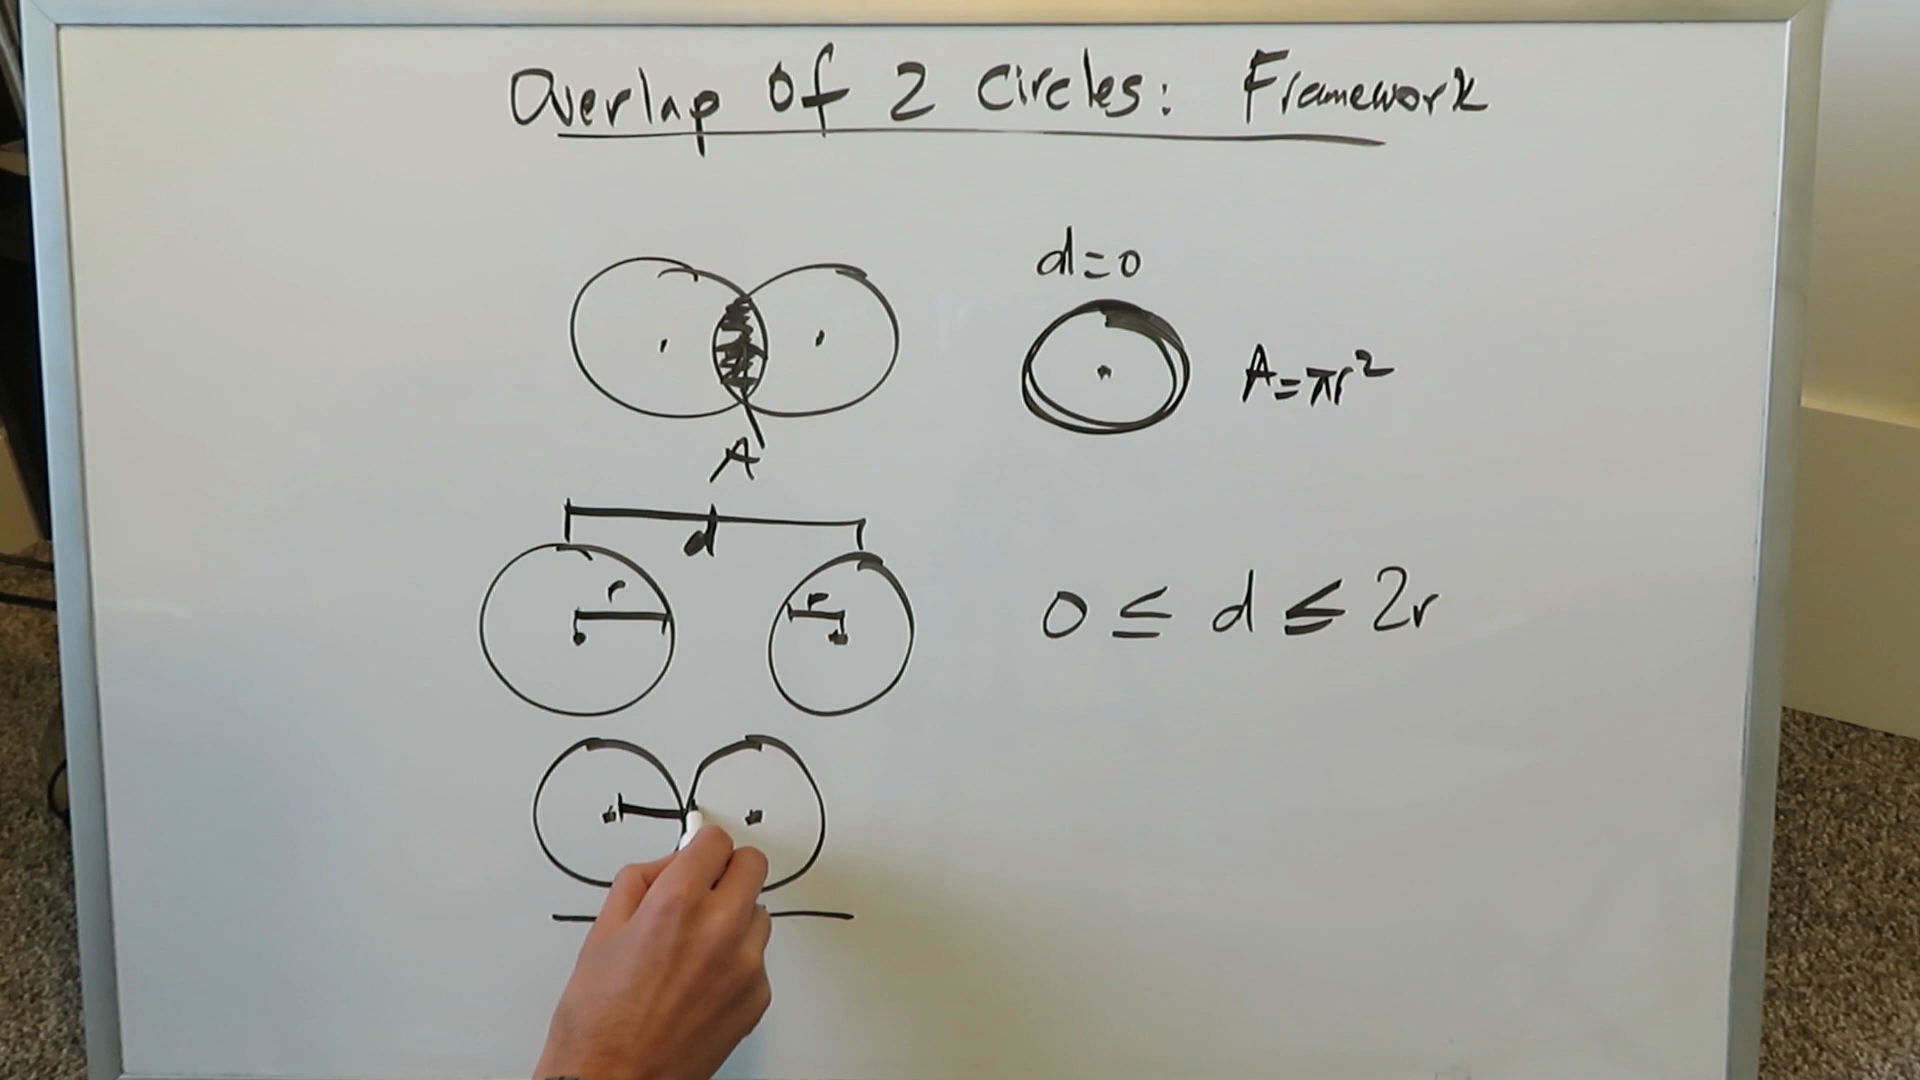 Overlap of 2 circles: Framework
d=0
A=πr²
A
d
r
r
0 ≤ d ≤ 2r